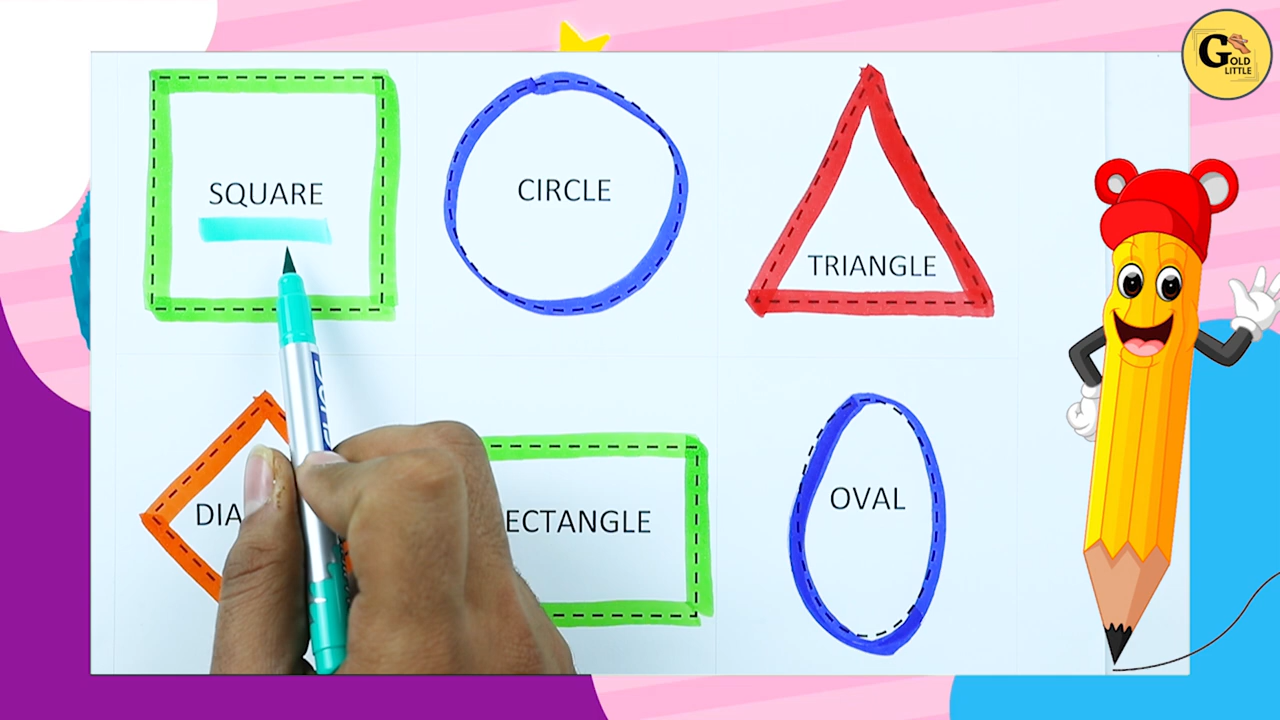 SQUARE
CIRCLE
TRIANGLE
DIA
ECTANGLE
OVAL
GOLD
LITTLE